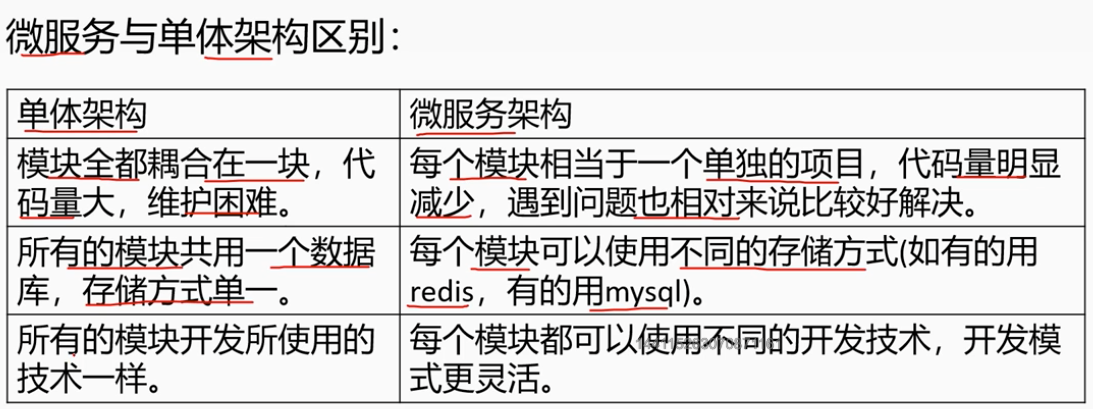 微服务与单体架构区别：
单体架构
微服务架构
模块全都耦合在一块，代
码量大，维护困难。
每个模块相当于一个单独的项目，代码量明显
减少，遇到问题也相对来说比较好解决。
所有的模块共用一个数据
库，存储方式单一。
每个模块可以使用不同的存储方式(如有的用
redis，有的用mysql)。
所有的模块开发所使用的
技术一样。
每个模块都可以使用不同的开发技术，开发模
式更灵活。